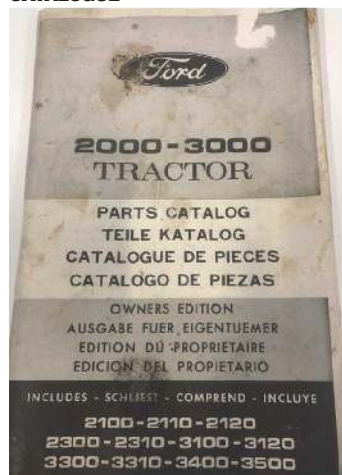 Ford
2000-3000
TRACTOR
PARTS CATALOG
TEILE KATALOG
CATALOGUE DE PIECES
CATALOGO DE PIEZAS
OWNERS EDITION
AUSGABE FUER EIGENTUEMER
EDITION DU PROPRIETAIRE
EDICION DEL PROPIETARIO
INCLUDES - SCHLIEST - COMPREND - INCLUYE
2100-2110-2120
2300-2310-3100-3120
3300-3310-3400-3500